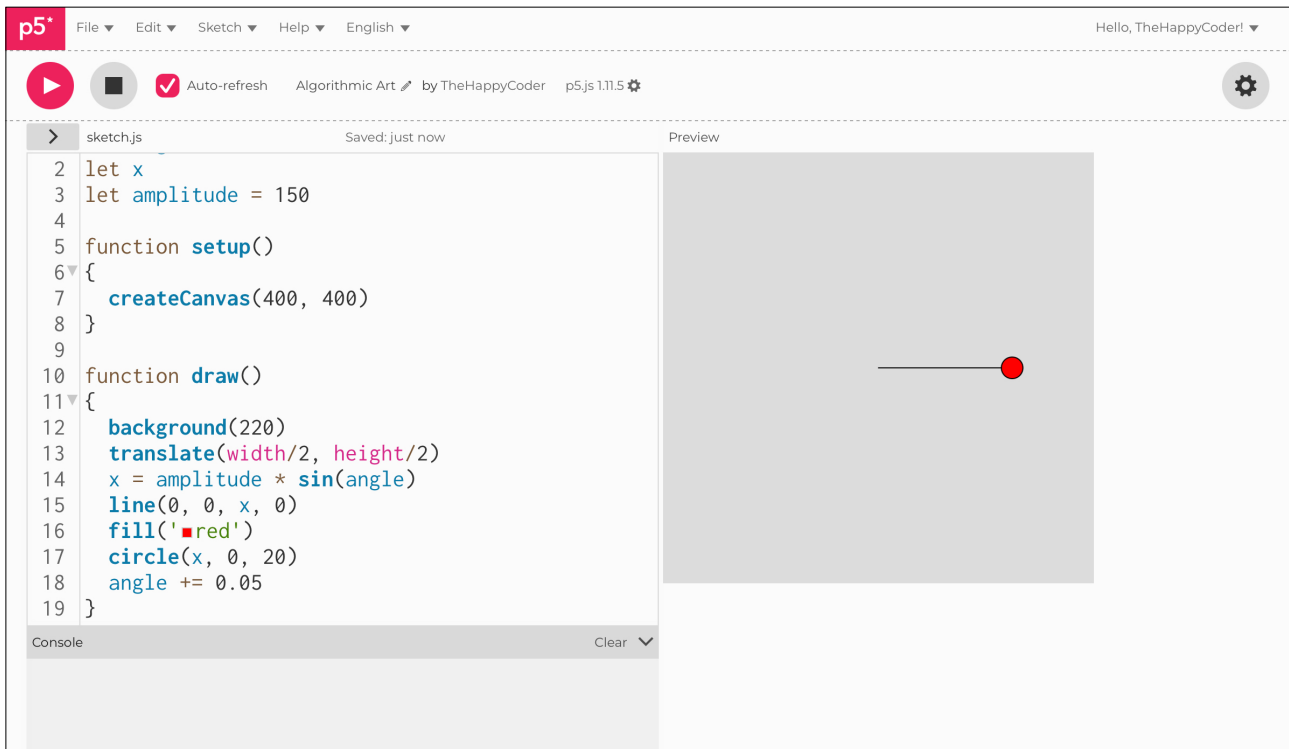 p5* File Edit Sketch Help English Hello, TheHappyCoder!
Auto-refresh Algorithmic Art by TheHappyCoder p5.js 1.11.5
sketch.js Saved: just now Preview
2 let x
3 let amplitude = 150
4
5 function setup()
6 {
7 createCanvas(400, 400)
8 }
9
10 function draw()
11 {
12 background(220)
13 translate(width/2, height/2)
14 x = amplitude * sin(angle)
15 line(0, 0, x, 0)
16 fill('red')
17 circle(x, 0, 20)
18 angle += 0.05
19 }
Console Clear